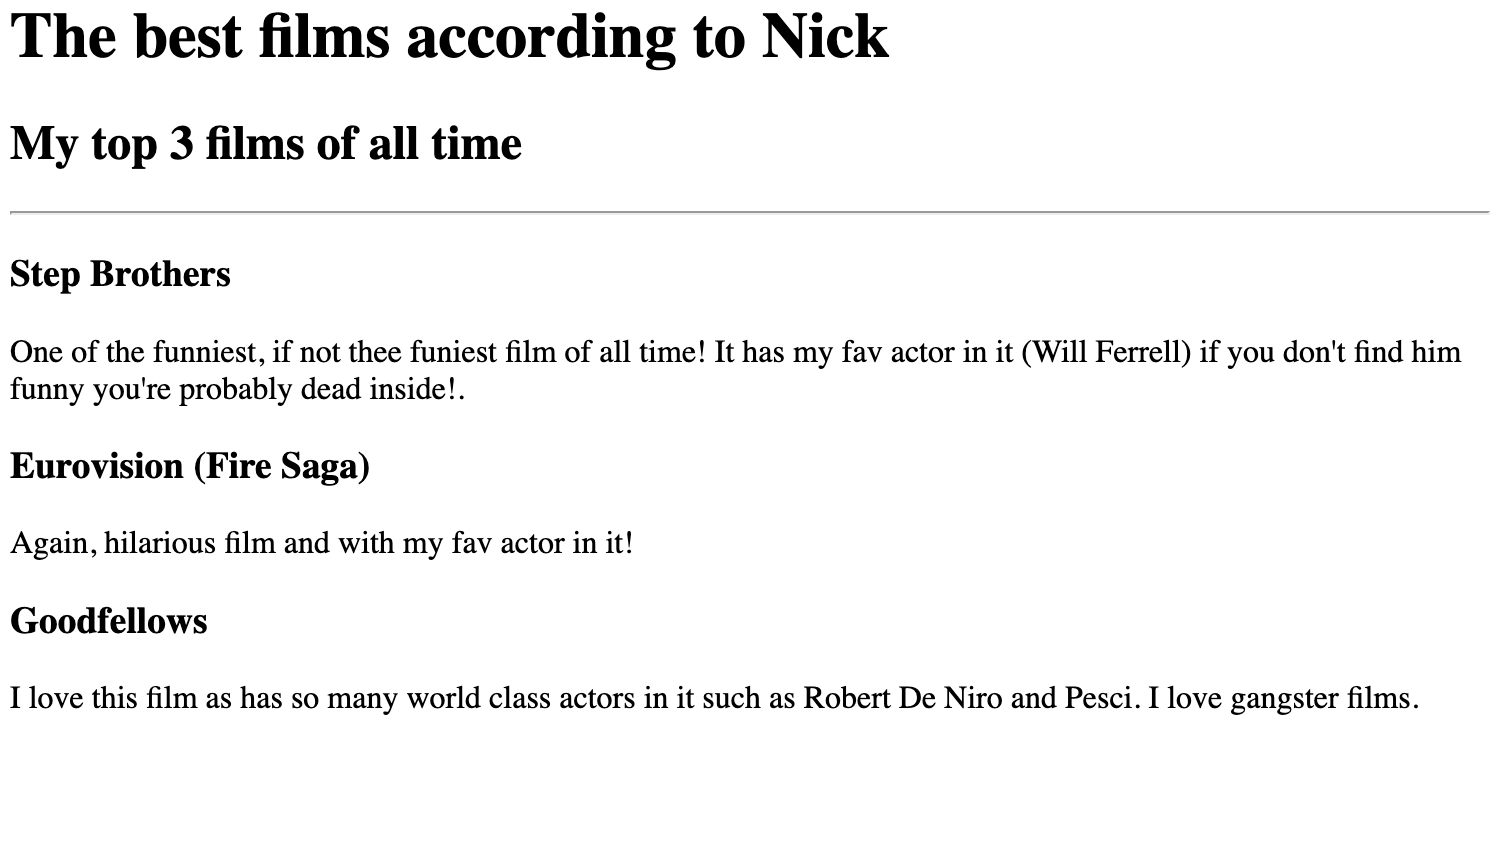 The best films according to Nick
My top 3 films of all time
Step Brothers
One of the funniest, if not thee funiest film of all time! It has my fav actor in it (Will Ferrell) if you don't find him
funny you're probably dead inside!.
Eurovision (Fire Saga)
Again, hilarious film and with my fav actor in it!
Goodfellows
I love this film as has so many world class actors in it such as Robert De Niro and Pesci. I love gangster films.